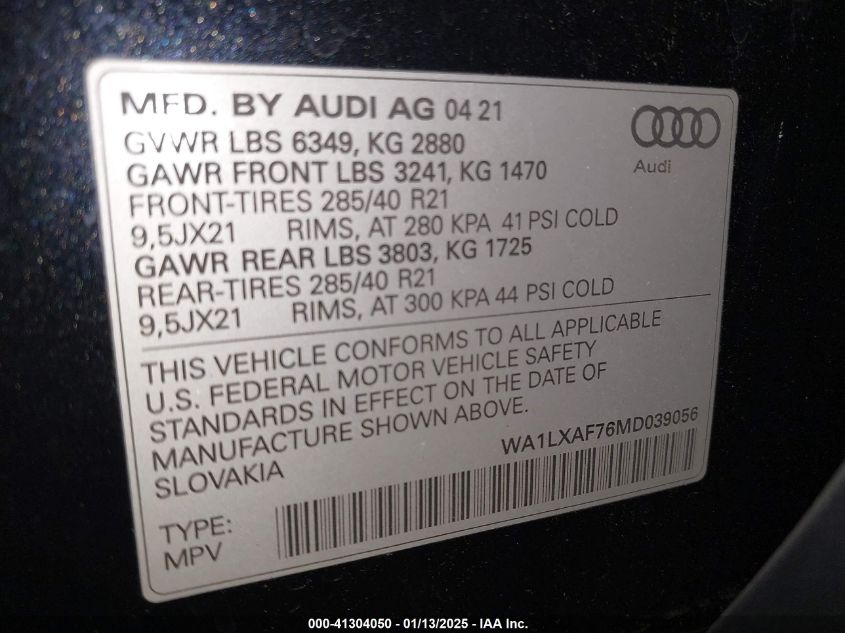 MFD. BY AUDI AG 04 21
GVWR LBS 6349, KG 2880
GAWR FRONT LBS 3241, KG 1470
FRONT-TIRES 285/40 R21
9,5JX21 RIMS, AT 280 KPA 41 PSI COLD
GAWR REAR LBS 3803, KG 1725
REAR-TIRES 285/40 R21
9,5JX21 RIMS, AT 300 KPA 44 PSI COLD
Audi
THIS VEHICLE CONFORMS TO ALL APPLICABLE
U.S. FEDERAL MOTOR VEHICLE SAFETY
STANDARDS IN EFFECT ON THE DATE OF
MANUFACTURE SHOWN ABOVE.
SLOVAKIA
WA1LXAF76MD039056
TYPE:
MPV
000-41304050 — 01/13/2025 — IAA Inc.